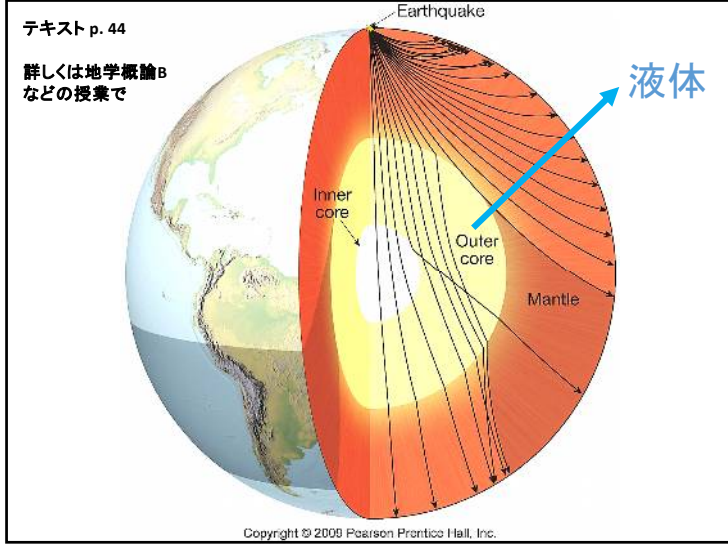 テキスト p. 44
詳しくは地学概論B
などの授業で
Earthquake
液体
Inner
core
Outer
core
Mantle
Copyright © 2009 Pearson Prentice Hall, Inc.